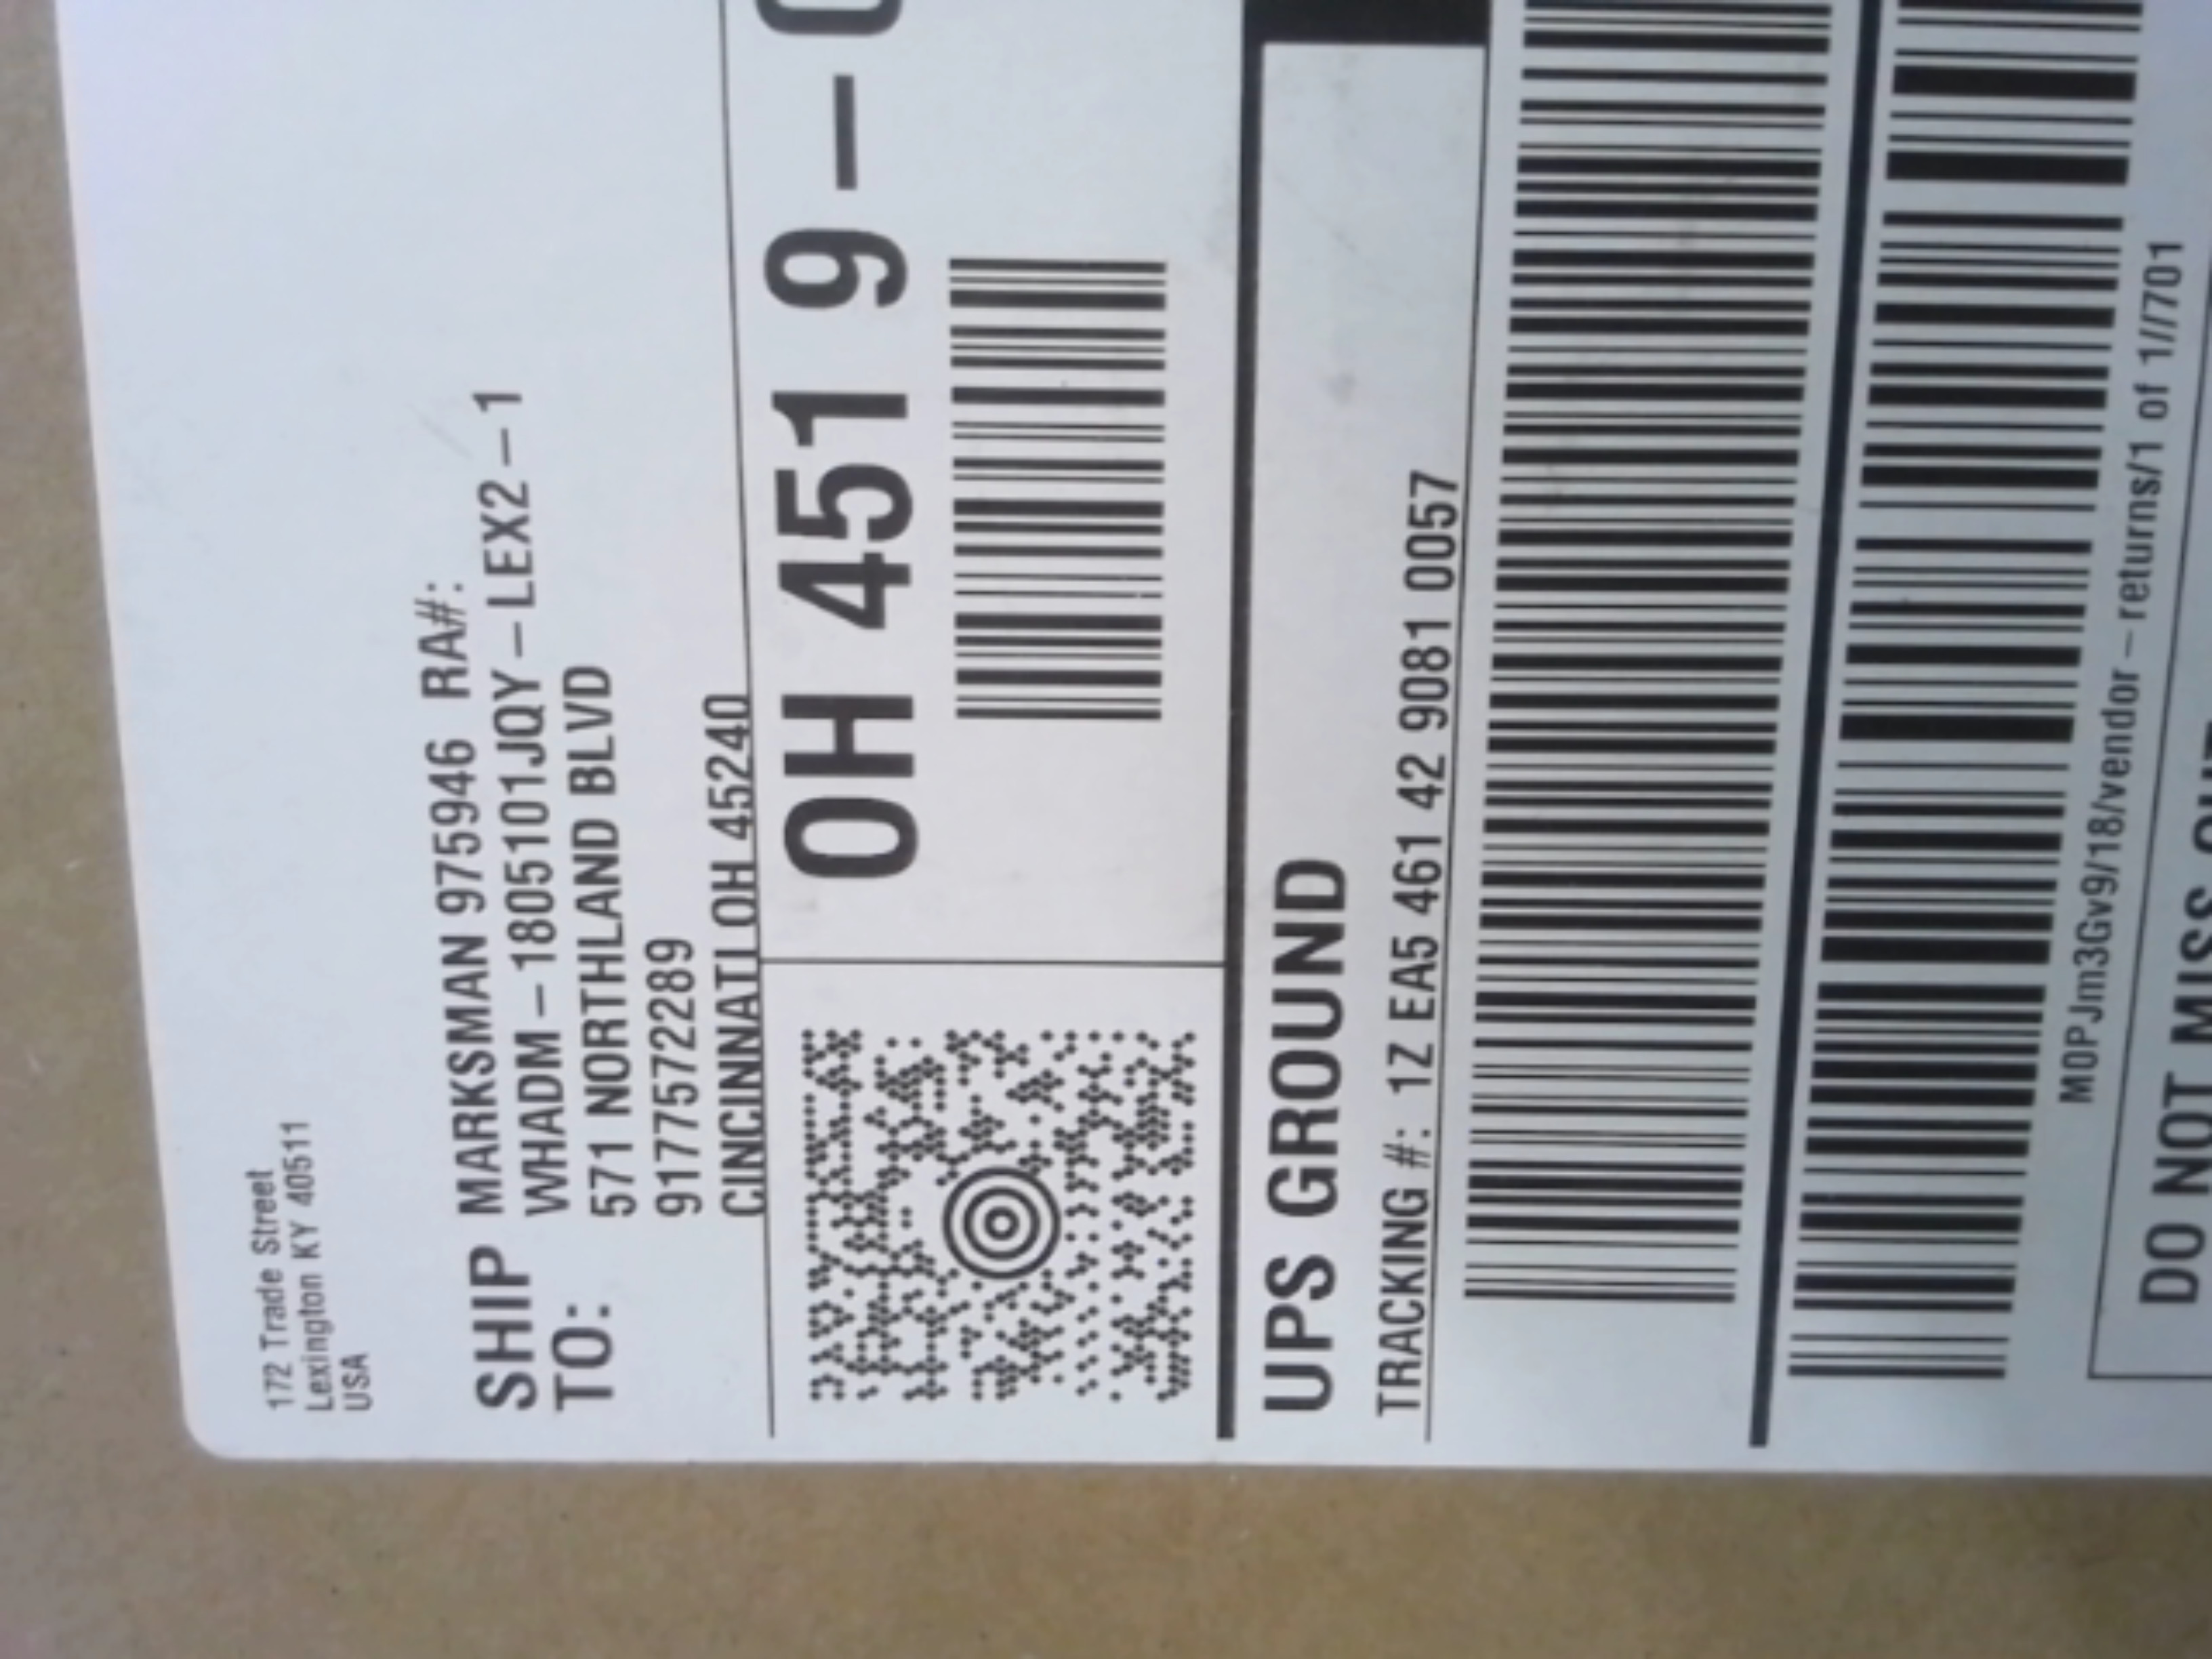 172 Trade Street
Lexington KY 40511
USA
SHIP TO:
MARKSMAN 975946 RA#:
WHADM-1805101JQY-LEX2-1
571 NORTHLAND BLVD
9177572289
CINCINNATI OH 45240
OH 451 9-0
UPS GROUND
TRACKING #: 1Z EA5 461 42 9081 0057
M0PJm3Gv9/18/vendor-returns/1 of 1//701
DO NOT MISS